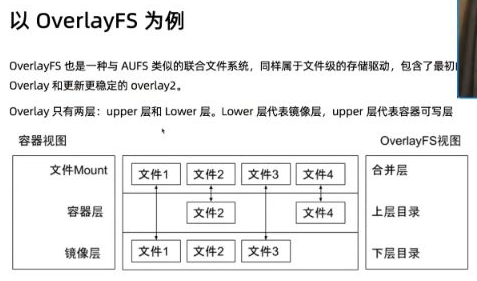 以 OverlayFS 为例
OverlayFS 也是一种与 AUFS 类似的联合文件系统，同样属于文件级的存储驱动，包含了最初
Overlay 和更新更稳定的 overlay2。
Overlay 只有两层：upper 层和 Lower 层。Lower 层代表镜像层，upper 层代表容器可写层
容器视图 OverlayFS视图
文件Mount 文件1 文件2 文件3 文件4 合并层
容器层 文件2 文件4 上层目录
镜像层 文件1 文件2 文件3 下层目录